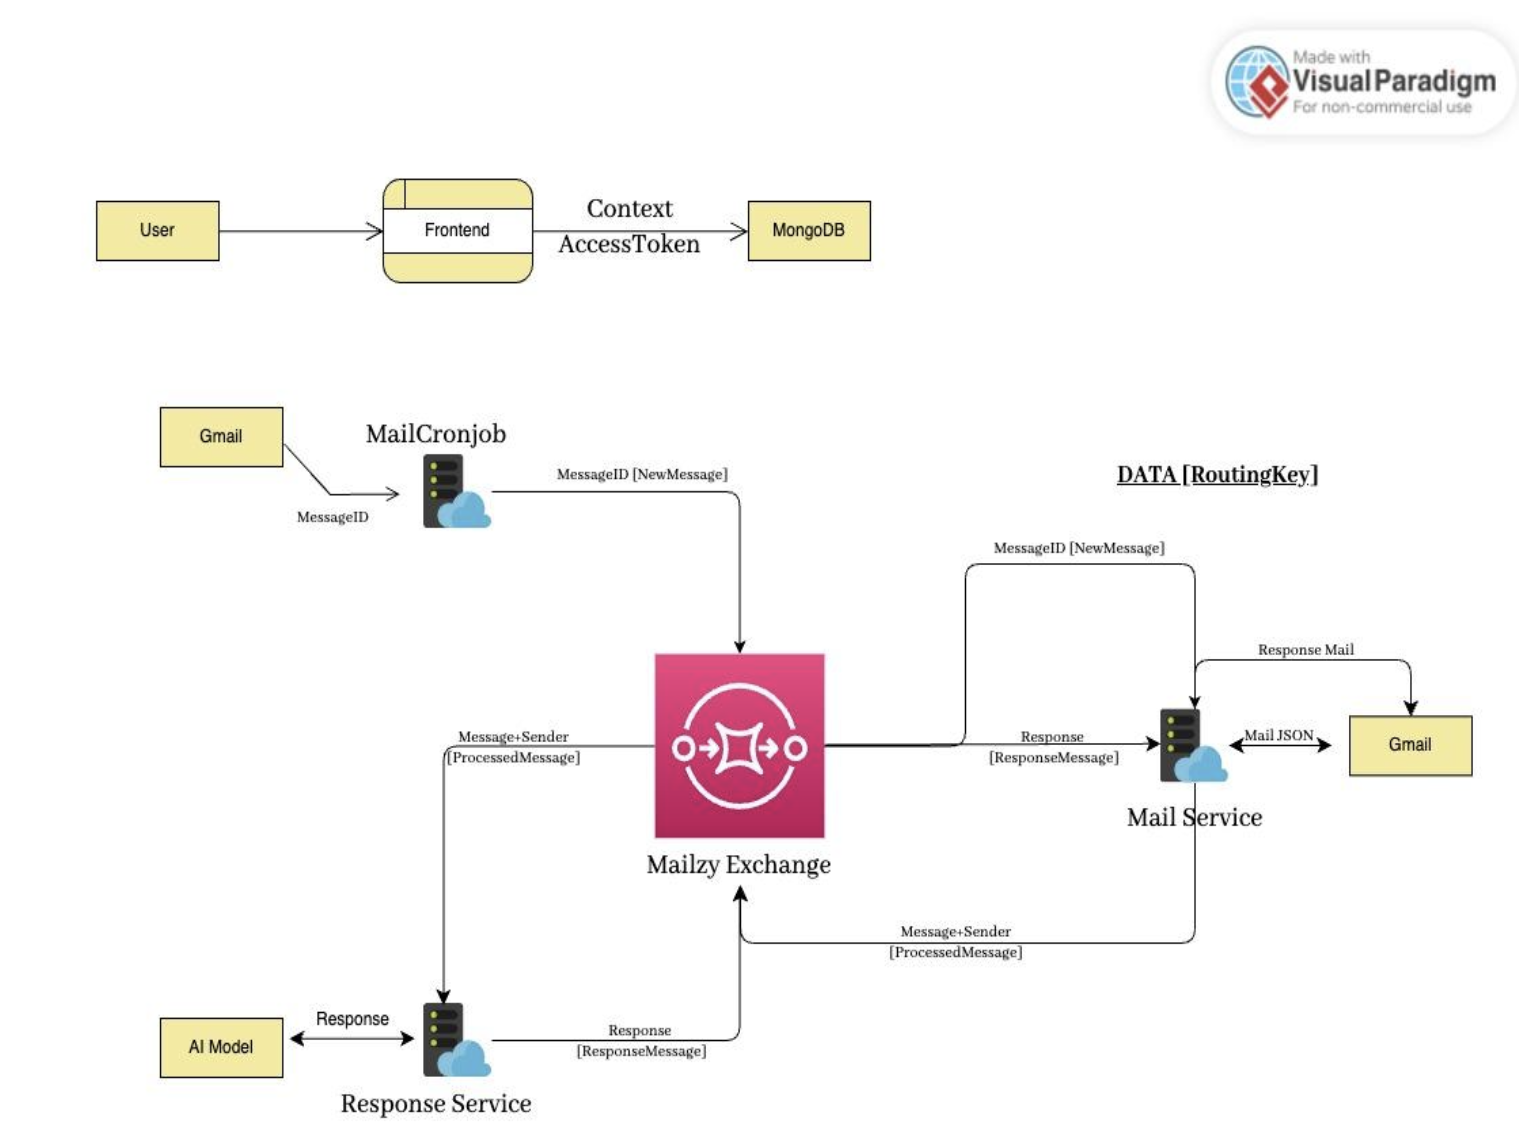 Made with
Visual Paradigm
For non-commercial use
User
Frontend
Context
AccessToken
MongoDB
Gmail
MessageID
MailCronjob
MessageID [NewMessage]
DATA [RoutingKey]
MessageID [NewMessage]
Response Mail
Message+Sender
[ProcessedMessage]
Response
[ResponseMessage]
Mail JSON
Gmail
Mail Service
Mailzy Exchange
Message+Sender
[ProcessedMessage]
AI Model
Response
Response
[ResponseMessage]
Response Service